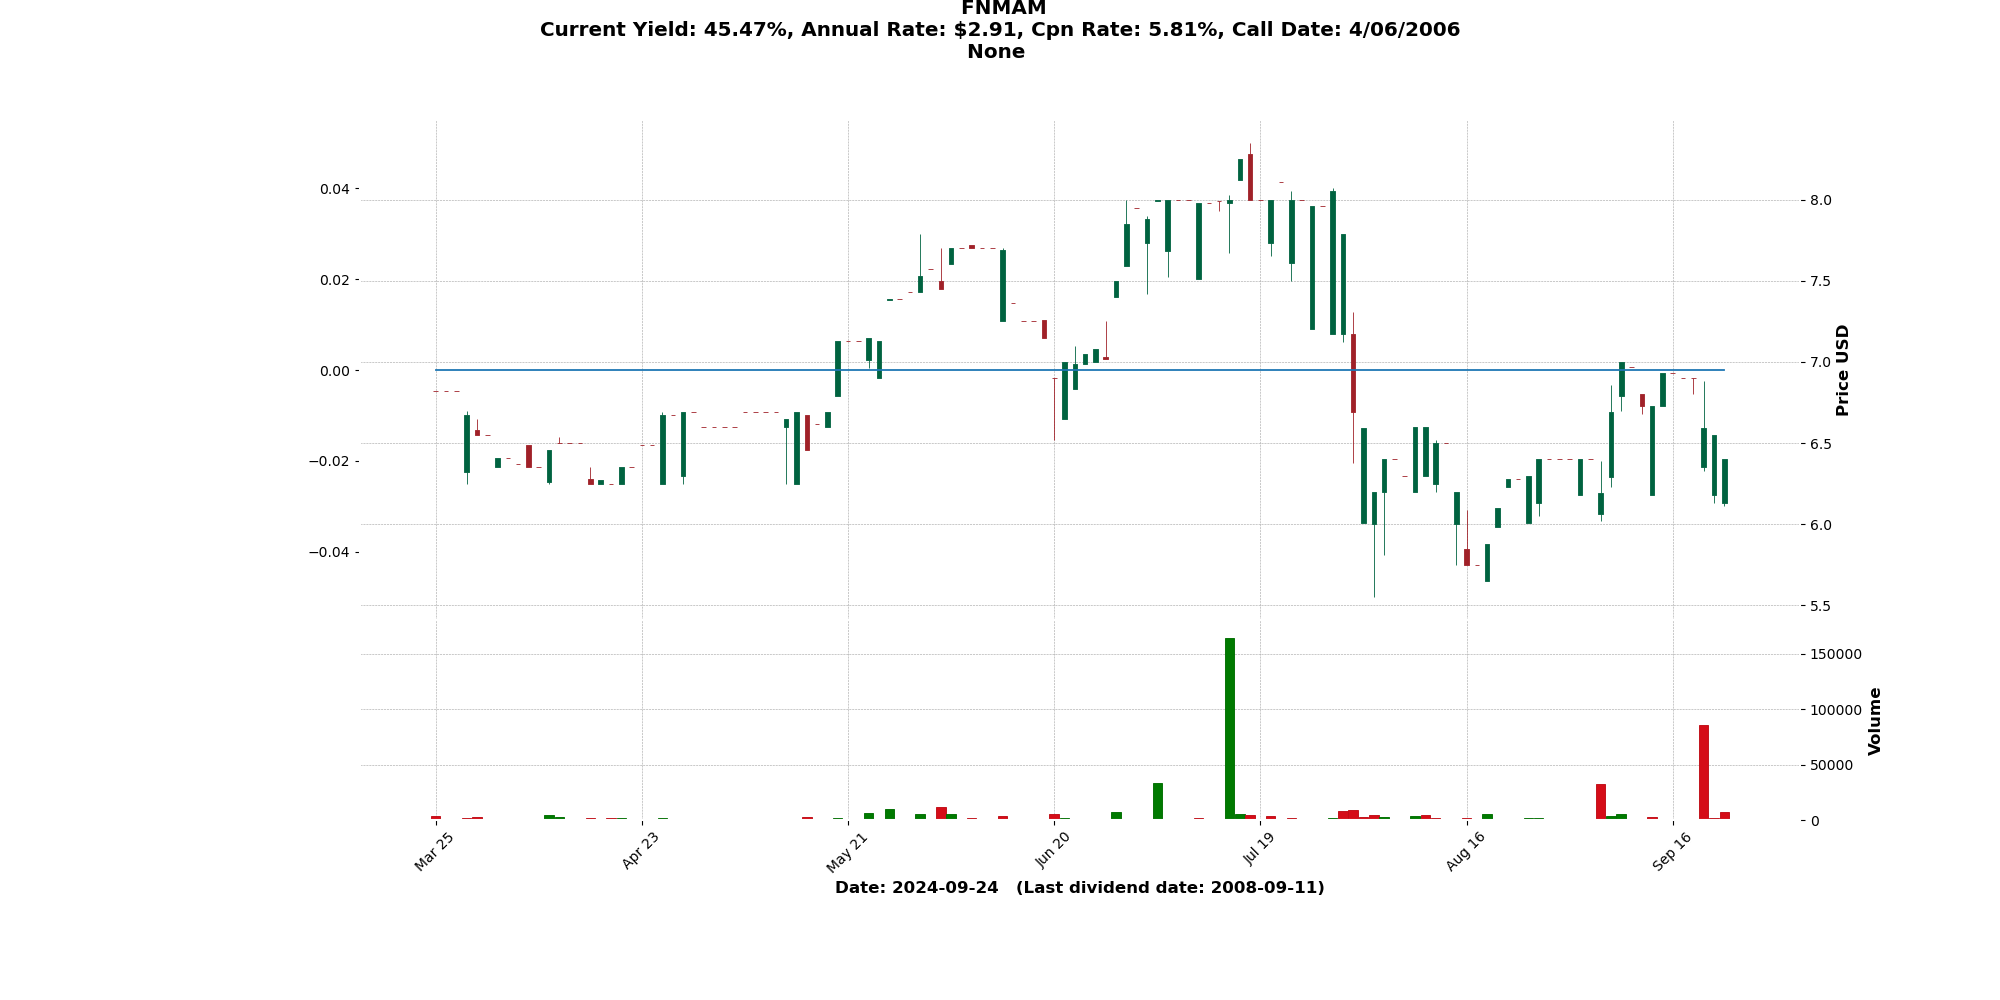 FNMAM
Current Yield: 45.47%, Annual Rate: $2.91, Cpn Rate: 5.81%, Call Date: 4/06/2006
None
0.04
0.02
0.00
−0.02
−0.04
8.0
7.5
7.0
6.5
6.0
5.5
Price USD
150000
100000
50000
0
Volume
Mar 25
Apr 23
May 21
Jun 20
Jul 19
Aug 16
Sep 16
Date: 2024-09-24 (Last dividend date: 2008-09-11)